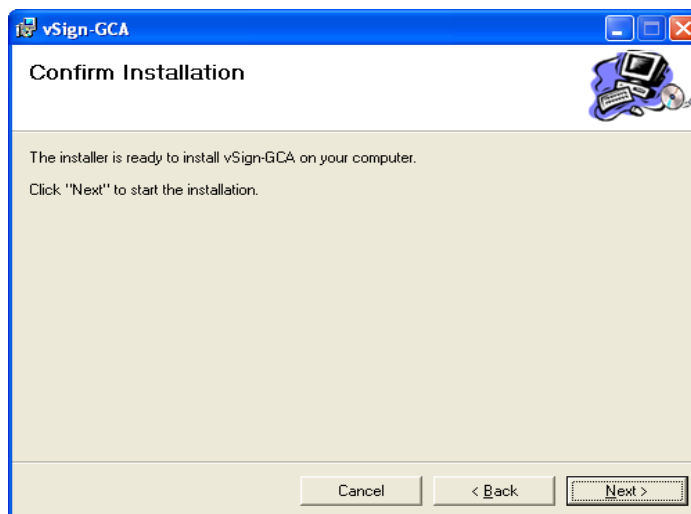 vSign-GCA
Confirm Installation
The installer is ready to install vSign-GCA on your computer.
Click "Next" to start the installation.
Cancel
< Back
Next >